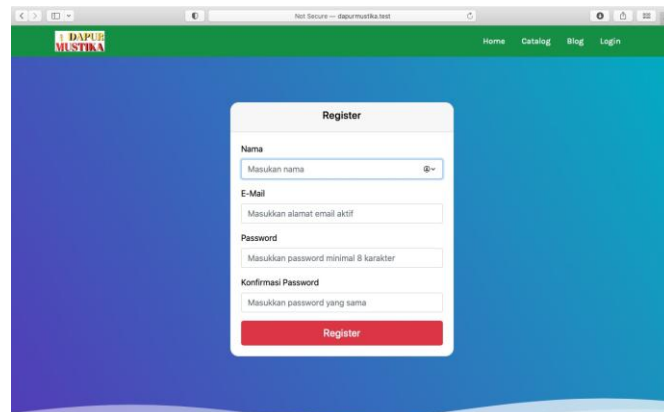 Not Secure — dapurmustika.test
DAPUR
MUSTIKA
Home Catalog Blog Login
Register
Nama
Masukan nama
E-Mail
Masukkan alamat email aktif
Password
Masukkan password minimal 8 karakter
Konfirmasi Password
Masukkan password yang sama
Register